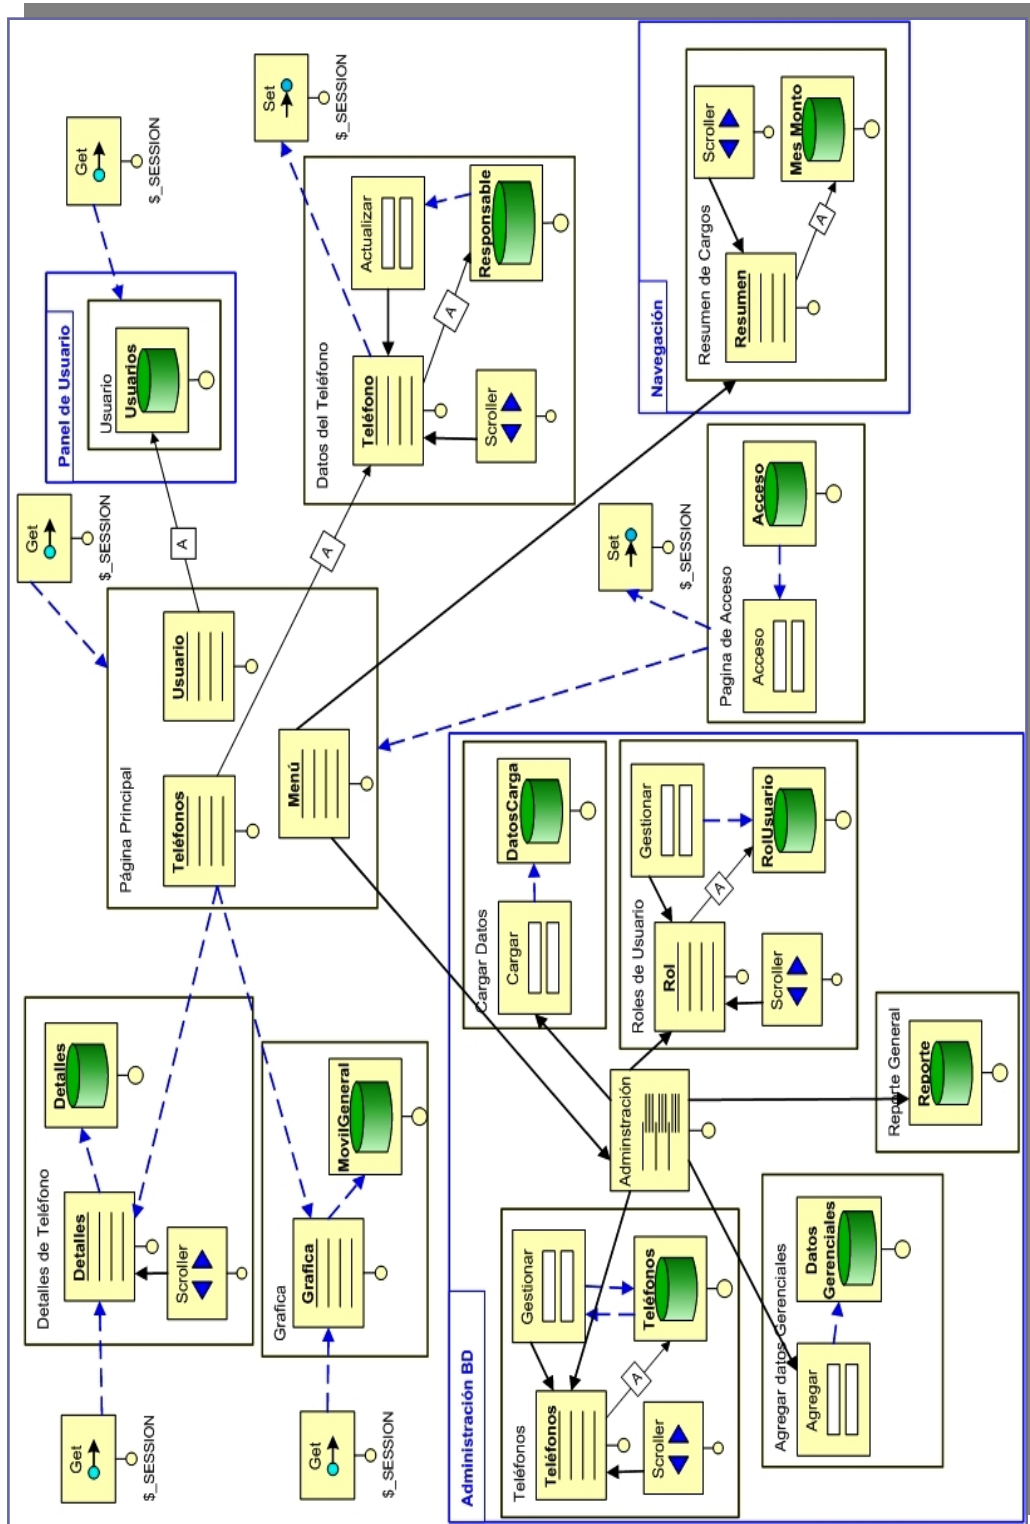 Get
$_SESSION
Detalles de Teléfono
Detalles
Detalles
Scroller
Get
$_SESSION
Grafica
Grafica
MovilGeneral
Página Principal
Teléfonos
Usuario
Menú
Get
$_SESSION
Panel de Usuario
Usuario
Usuarios
Get
$_SESSION
Datos del Teléfono
Teléfono
Actualizar
Responsable
Scroller
Set
$_SESSION
Administración BD
Teléfonos
Teléfonos
Gestionar
Teléfonos
Scroller
Adminstración
Cargar Datos
Cargar
DatosCarga
Roles de Usuario
Rol
Gestionar
RolUsuario
Scroller
Agregar datos Gerenciales
Agregar
Datos
Gerenciales
Reporte General
Reporte
Pagina de Acceso
Acceso
Acceso
Set
$_SESSION
Navegación
Resumen de Cargos
Resumen
Scroller
Mes Monto
A
A
A
A
A
A